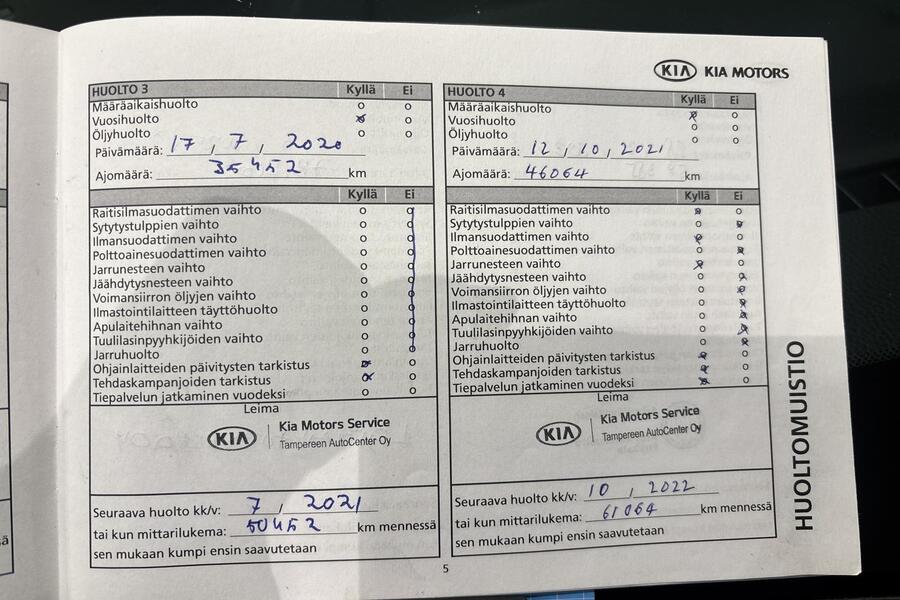 KIA KIA MOTORS
HUOLTO 3 Kyllä Ei
Määräaikaishuolto o o
Vuosihuolto x o
Öljyhuolto o o
Päivämäärä: 17, 7, 2020
Ajomäärä: 35452 km
Kyllä Ei
Raitisilmasuodattimen vaihto o o
Sytytystulppien vaihto o o
Ilmansuodattimen vaihto o o
Polttoainesuodattimen vaihto o o
Jarrunesteen vaihto o o
Jäähdytysnesteen vaihto o o
Voimansiirron öljyjen vaihto o o
Ilmastointilaitteen täyttöhuolto o o
Apulaitehihnan vaihto o o
Tuulilasinpyyhkijöiden vaihto o o
Jarruhuolto o o
Ohjainlaitteiden päivitysten tarkistus x o
Tehdaskampanjoiden tarkistus x o
Tiepalvelun jatkaminen vuodeksi o o
Leima
KIA Kia Motors Service
Tampereen AutoCenter Oy
Seuraava huolto kk/v: 7, 2021
tai kun mittarilukema: 50452 km mennessä
sen mukaan kumpi ensin saavutetaan
HUOLTO 4 Kyllä Ei
Määräaikaishuolto o o
Vuosihuolto x o
Öljyhuolto o o
Päivämäärä: 12, 10, 2021
Ajomäärä: 46064 km
Kyllä Ei
Raitisilmasuodattimen vaihto x o
Sytytystulppien vaihto o x
Ilmansuodattimen vaihto x o
Polttoainesuodattimen vaihto o x
Jarrunesteen vaihto x o
Jäähdytysnesteen vaihto o x
Voimansiirron öljyjen vaihto o x
Ilmastointilaitteen täyttöhuolto o x
Apulaitehihnan vaihto o x
Tuulilasinpyyhkijöiden vaihto o x
Jarruhuolto o x
Ohjainlaitteiden päivitysten tarkistus x o
Tehdaskampanjoiden tarkistus x o
Tiepalvelun jatkaminen vuodeksi x o
Leima
KIA Kia Motors Service
Tampereen AutoCenter Oy
Seuraava huolto kk/v: 10, 2022
tai kun mittarilukema: 61064 km mennessä
sen mukaan kumpi ensin saavutetaan
HUOLTOMUISTIO
5